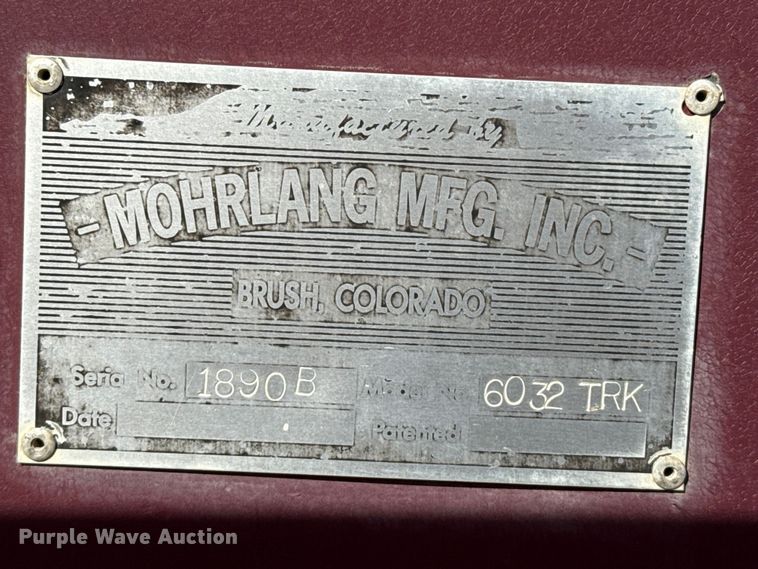 Manufactured by
- MOHRLANG MFG. INC. -
BRUSH, COLORADO
Serial No. 1890B Model No. 6032 TRK
Date Patented
Purple Wave Auction